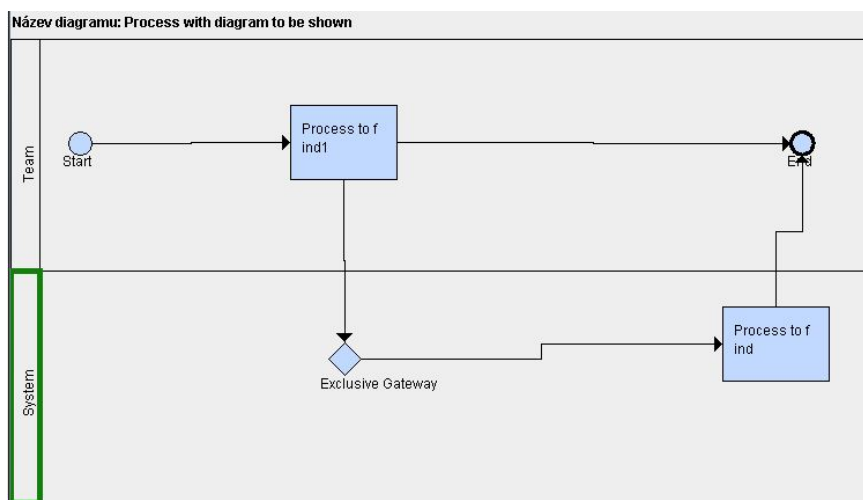 Název diagramu: Process with diagram to be shown
Team
Start
Process to f
ind1
End
System
Exclusive Gateway
Process to f
ind